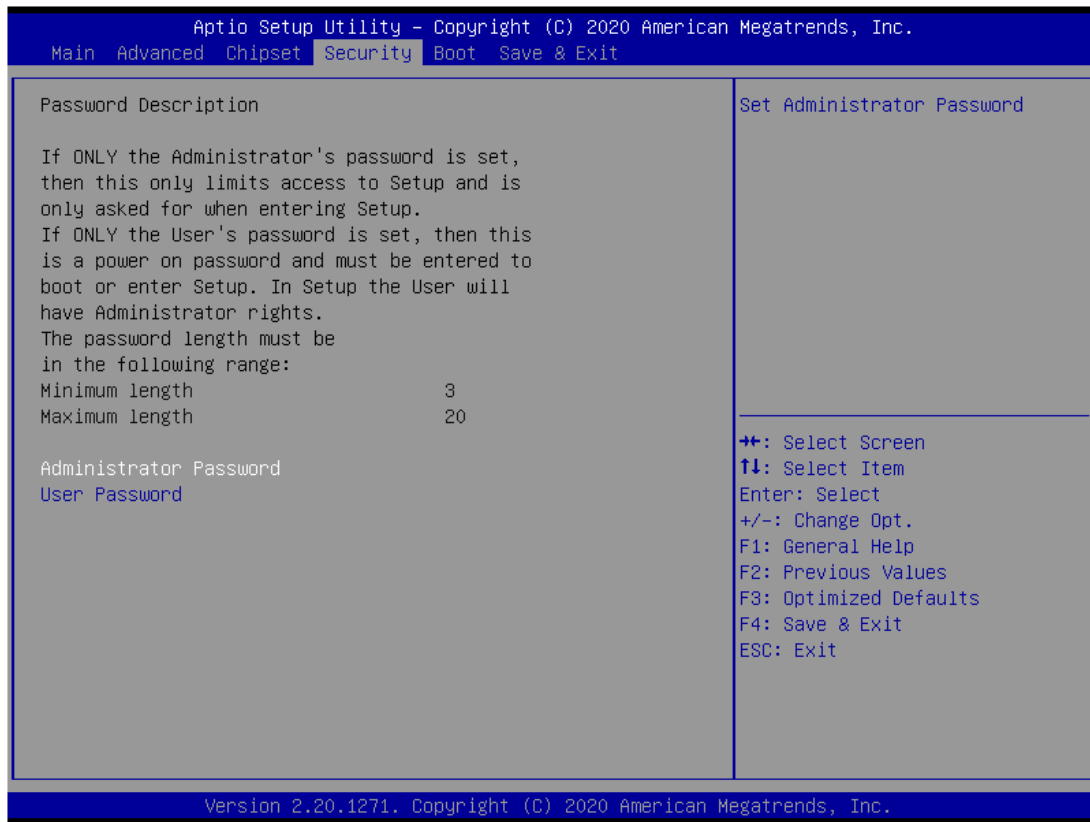 Aptio Setup Utility – Copyright (C) 2020 American Megatrends, Inc.
Main Advanced Chipset Security Boot Save & Exit
Password Description
If ONLY the Administrator's password is set,
then this only limits access to Setup and is
only asked for when entering Setup.
If ONLY the User's password is set, then this
is a power on password and must be entered to
boot or enter Setup. In Setup the User will
have Administrator rights.
The password length must be
in the following range:
Minimum length 3
Maximum length 20
Administrator Password
User Password
Set Administrator Password
→←: Select Screen
↑↓: Select Item
Enter: Select
+/-: Change Opt.
F1: General Help
F2: Previous Values
F3: Optimized Defaults
F4: Save & Exit
ESC: Exit
Version 2.20.1271. Copyright (C) 2020 American Megatrends, Inc.